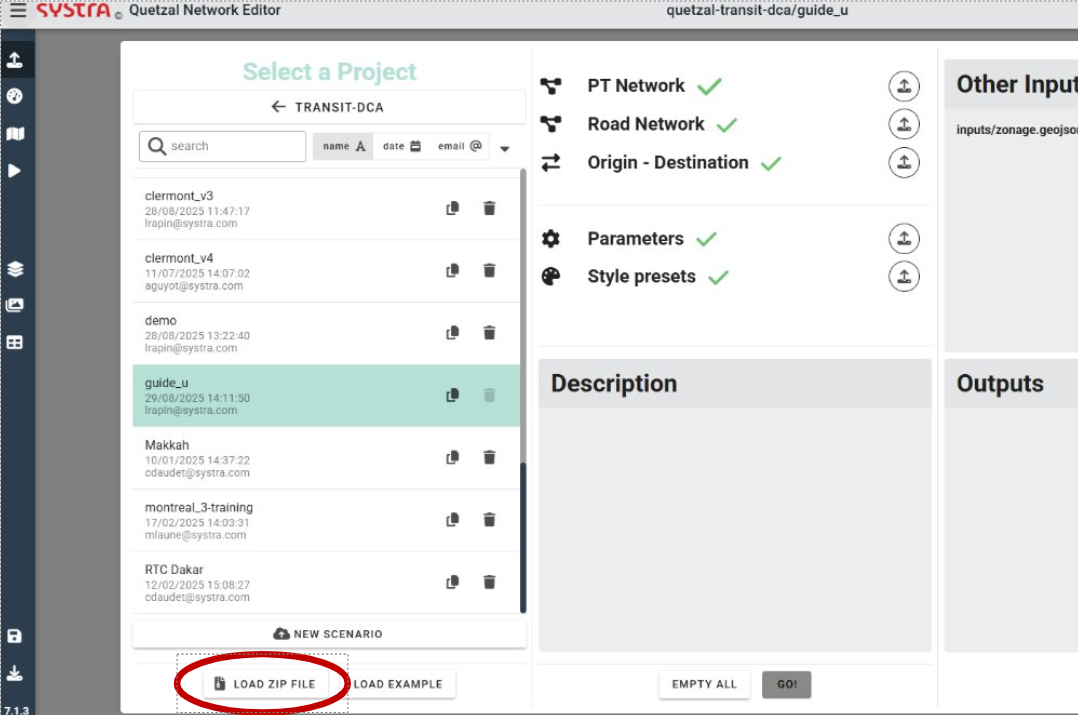 SYSTRA © Quetzal Network Editor
quetzal-transit-dca/guide_u
Select a Project
← TRANSIT-DCA
search
name A date email @
clermont_v3
28/08/2025 11:47:17
lrapin@systra.com
clermont_v4
11/07/2025 14:07:02
aguyot@systra.com
demo
28/08/2025 13:22:40
lrapin@systra.com
guide_u
29/08/2025 14:11:50
lrapin@systra.com
Makkah
10/01/2025 14:37:22
cdaudet@systra.com
montreal_3-training
17/02/2025 14:03:31
mlaune@systra.com
RTC Dakar
12/02/2025 15:08:27
cdaudet@systra.com
NEW SCENARIO
LOAD ZIP FILE
LOAD EXAMPLE
PT Network
Road Network
Origin - Destination
Parameters
Style presets
Description
EMPTY ALL
GO!
Other Input
inputs/zonage.geojson
Outputs
7.1.3